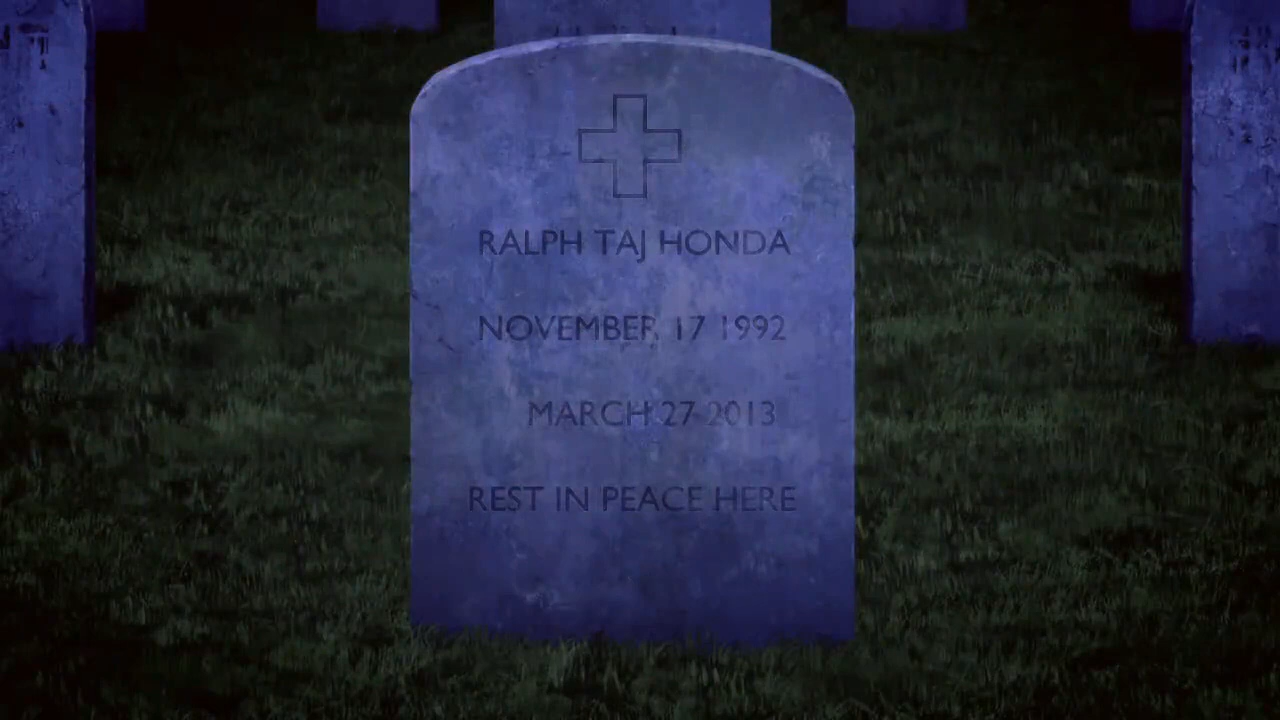 RALPH TAJ HONDA
NOVEMBER 17 1992
MARCH 27 2013
REST IN PEACE HERE